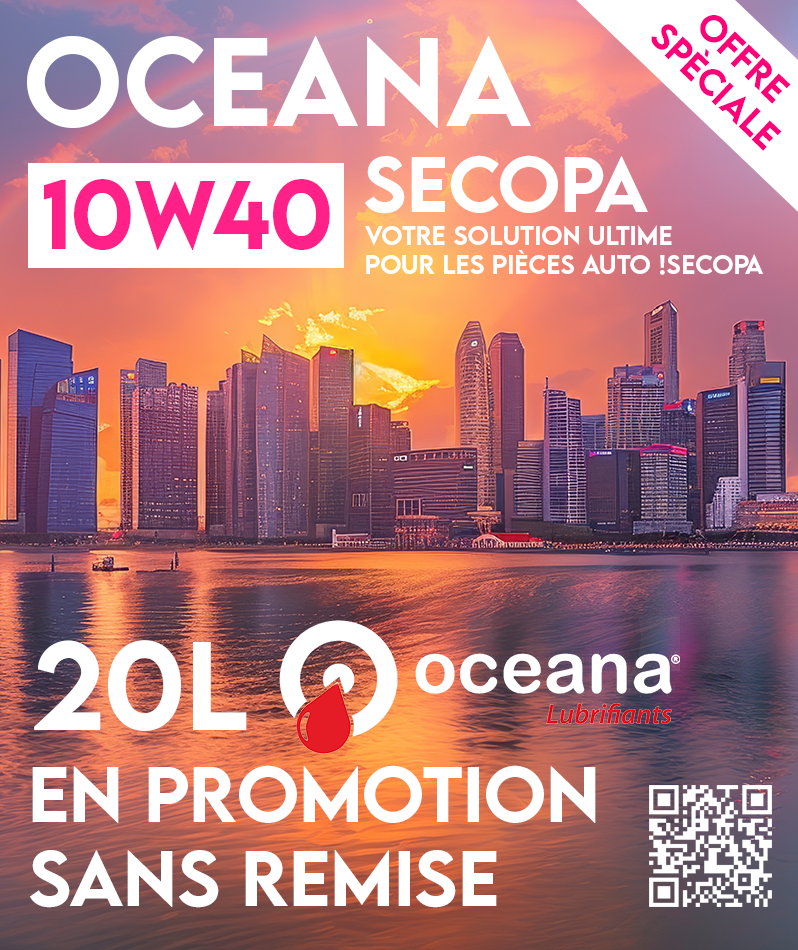 OFFRE
SPÈCIALE
OCEANA
10W40
SECOPA
VOTRE SOLUTION ULTIME
POUR LES PIÈCES AUTO !SECOPA
20L
oceana®
Lubrifiants
EN PROMOTION
SANS REMISE